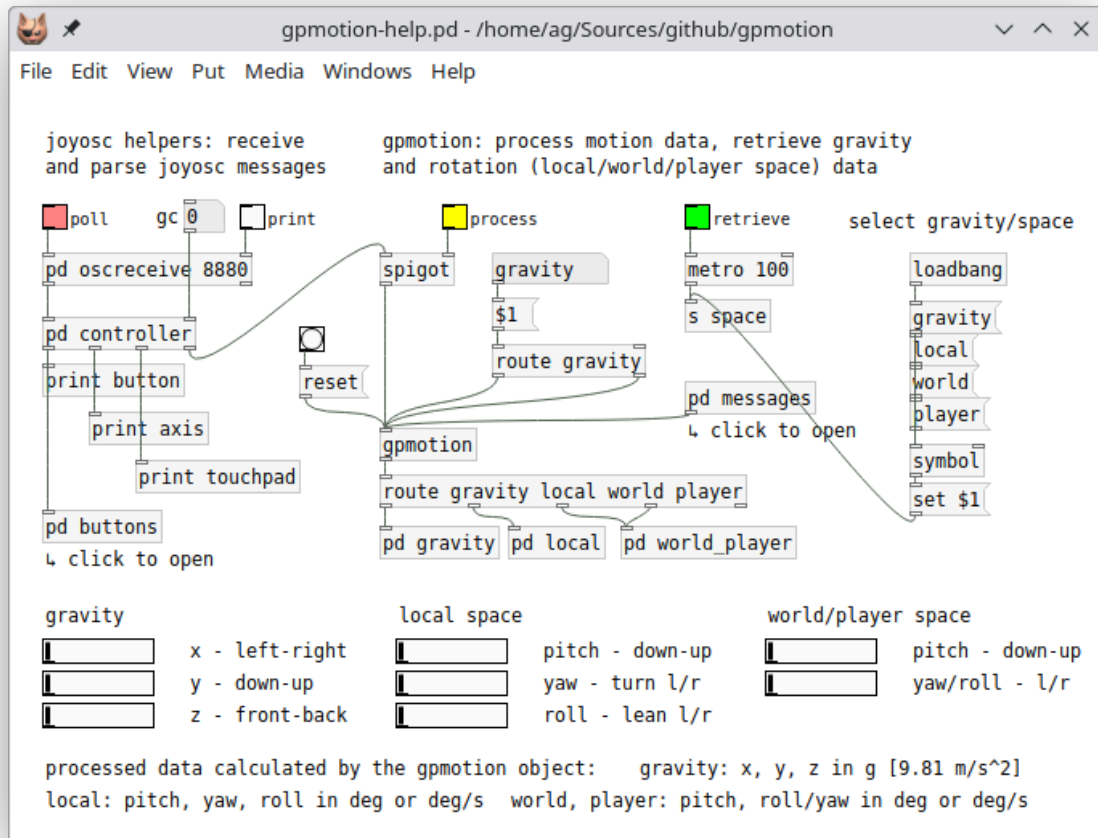 gpmotion-help.pd - /home/ag/Sources/github/gpmotion
File Edit View Put Media Windows Help
joyosc helpers: receive
and parse joyosc messages
gpmotion: process motion data, retrieve gravity
and rotation (local/world/player space) data
poll
gc 0
print
process
retrieve
select gravity/space
pd oscreceive 8880
spigot
gravity
metro 100
loadbang
$1
s space
gravity
pd controller
route gravity
local
print button
reset
world
pd messages
player
print axis
↳ click to open
gpmotion
symbol
print touchpad
route gravity local world player
set $1
pd buttons
pd gravity
pd local
pd world_player
↳ click to open
gravity
x - left-right
y - down-up
z - front-back
local space
pitch - down-up
yaw - turn l/r
roll - lean l/r
world/player space
pitch - down-up
yaw/roll - l/r
processed data calculated by the gpmotion object: gravity: x, y, z in g [9.81 m/s^2]
local: pitch, yaw, roll in deg or deg/s world, player: pitch, roll/yaw in deg or deg/s